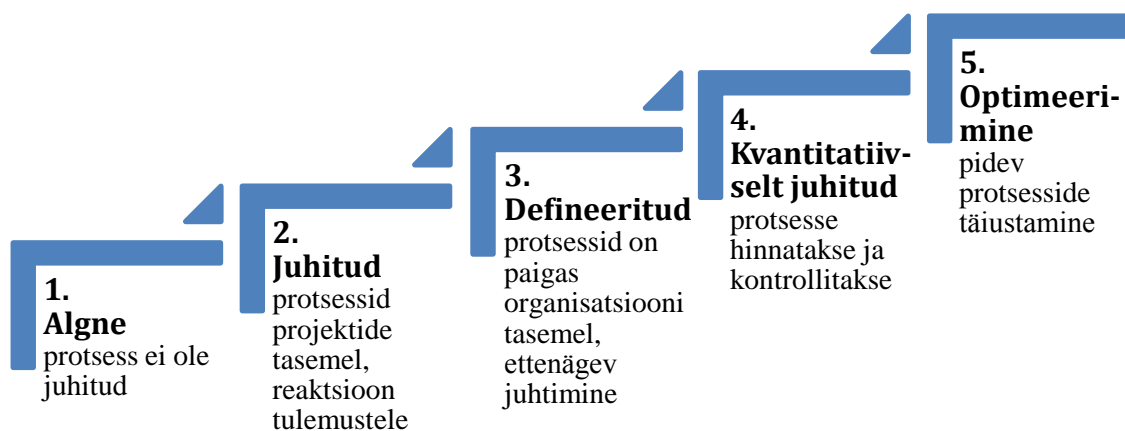 1.
Algne
protsess ei ole
juhitud
2.
Juhitud
protsessid
projektide
tasemel,
reaktsioon
tulemustele
3.
Defineeritud
protsessid on
paigas
organisatsiooni
tasemel,
ettenägev
juhtimine
4.
Kvantitatiiv-
selt juhitud
protsesse
hinnatakse ja
kontrollitakse
5.
Optimeeri-
mine
pidev
protsesside
täiustamine